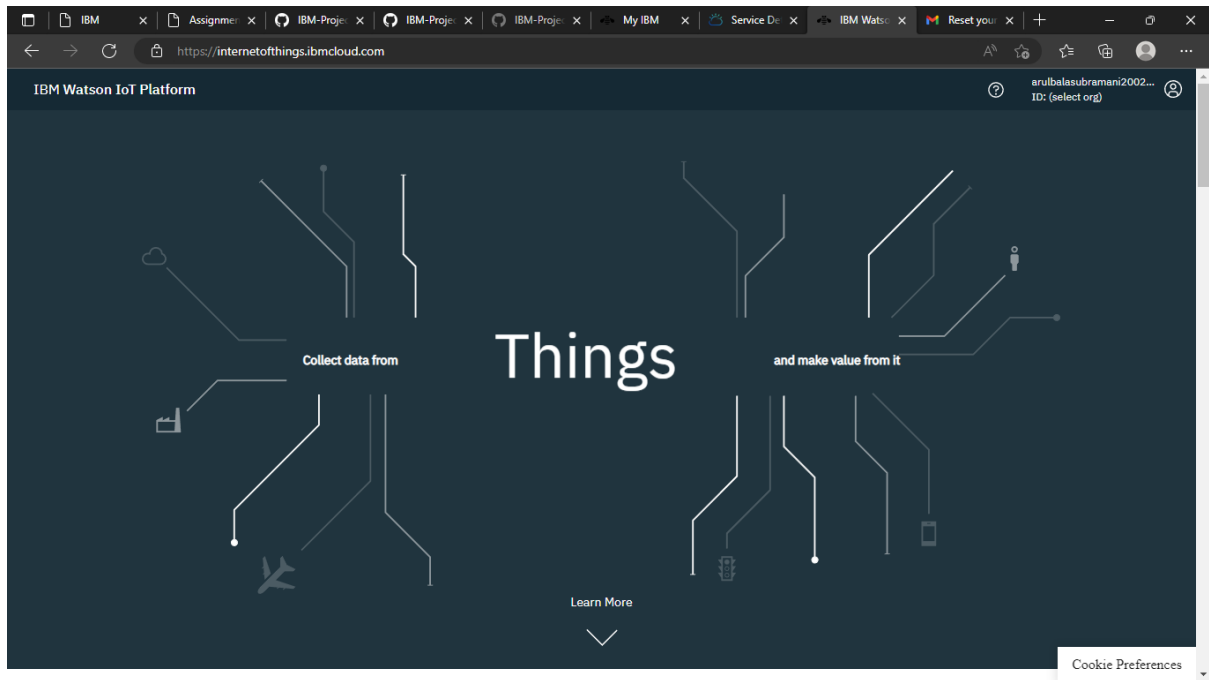 IBM
Assignmen
IBM-Projec
IBM-Projec
IBM-Projec
My IBM
Service De
IBM Watso
Reset your
https://internetofthings.ibmcloud.com
IBM Watson IoT Platform
arulbalasubramani2002...
ID: (select org)
Collect data from
Things
and make value from it
Learn More
Cookie Preferences